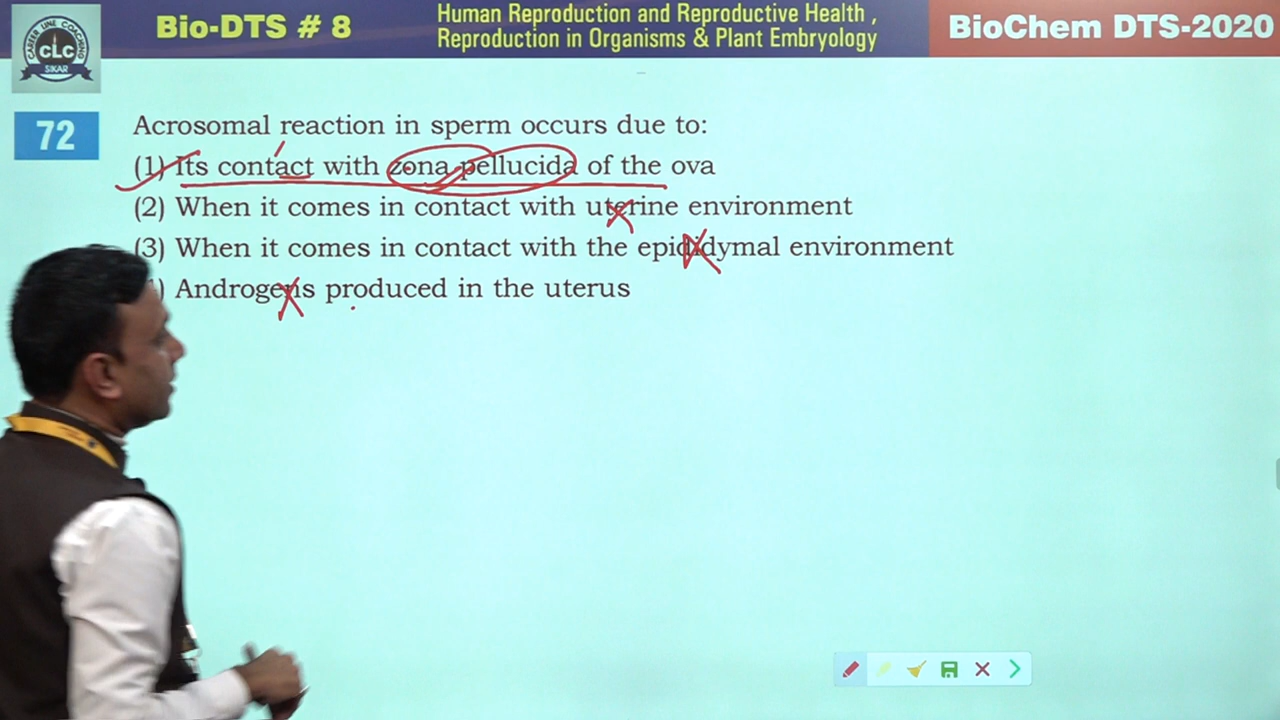 Bio-DTS # 8
Human Reproduction and Reproductive Health ,
Reproduction in Organisms & Plant Embryology
BioChem DTS-2020
CAREER LINE COACHING
CLC
SIKAR
72
Acrosomal reaction in sperm occurs due to:
(1) Its contact with zona pellucida of the ova
(2) When it comes in contact with uterine environment
(3) When it comes in contact with the epididymal environment
) Androgens produced in the uterus